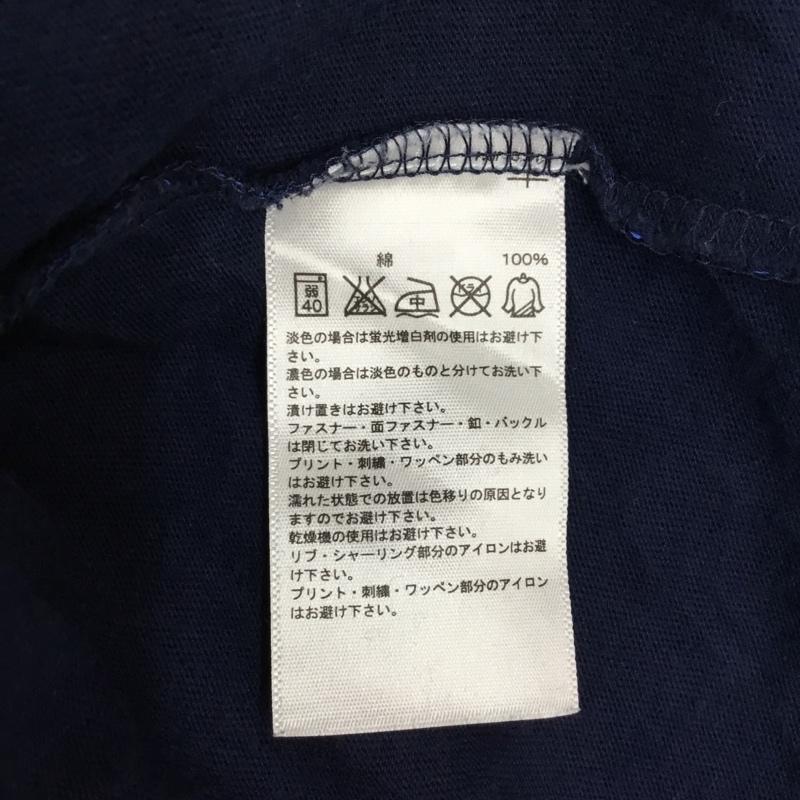 綿 100%
弱 40 エンソ サラシ 中 ドライ
淡色の場合は蛍光増白剤の使用はお避け下
さい。
濃色の場合は淡色のものと分けてお洗い下
さい。
漬け置きはお避け下さい。
ファスナー・面ファスナー・釦・バックル
は閉じてお洗い下さい。
プリント・刺繍・ワッペン部分のもみ洗い
はお避け下さい。
濡れた状態での放置は色移りの原因となり
ますのでお避け下さい。
乾燥機の使用はお避け下さい。
リブ・シャーリング部分のアイロンはお避
け下さい。
プリント・刺繍・ワッペン部分のアイロン
はお避け下さい。